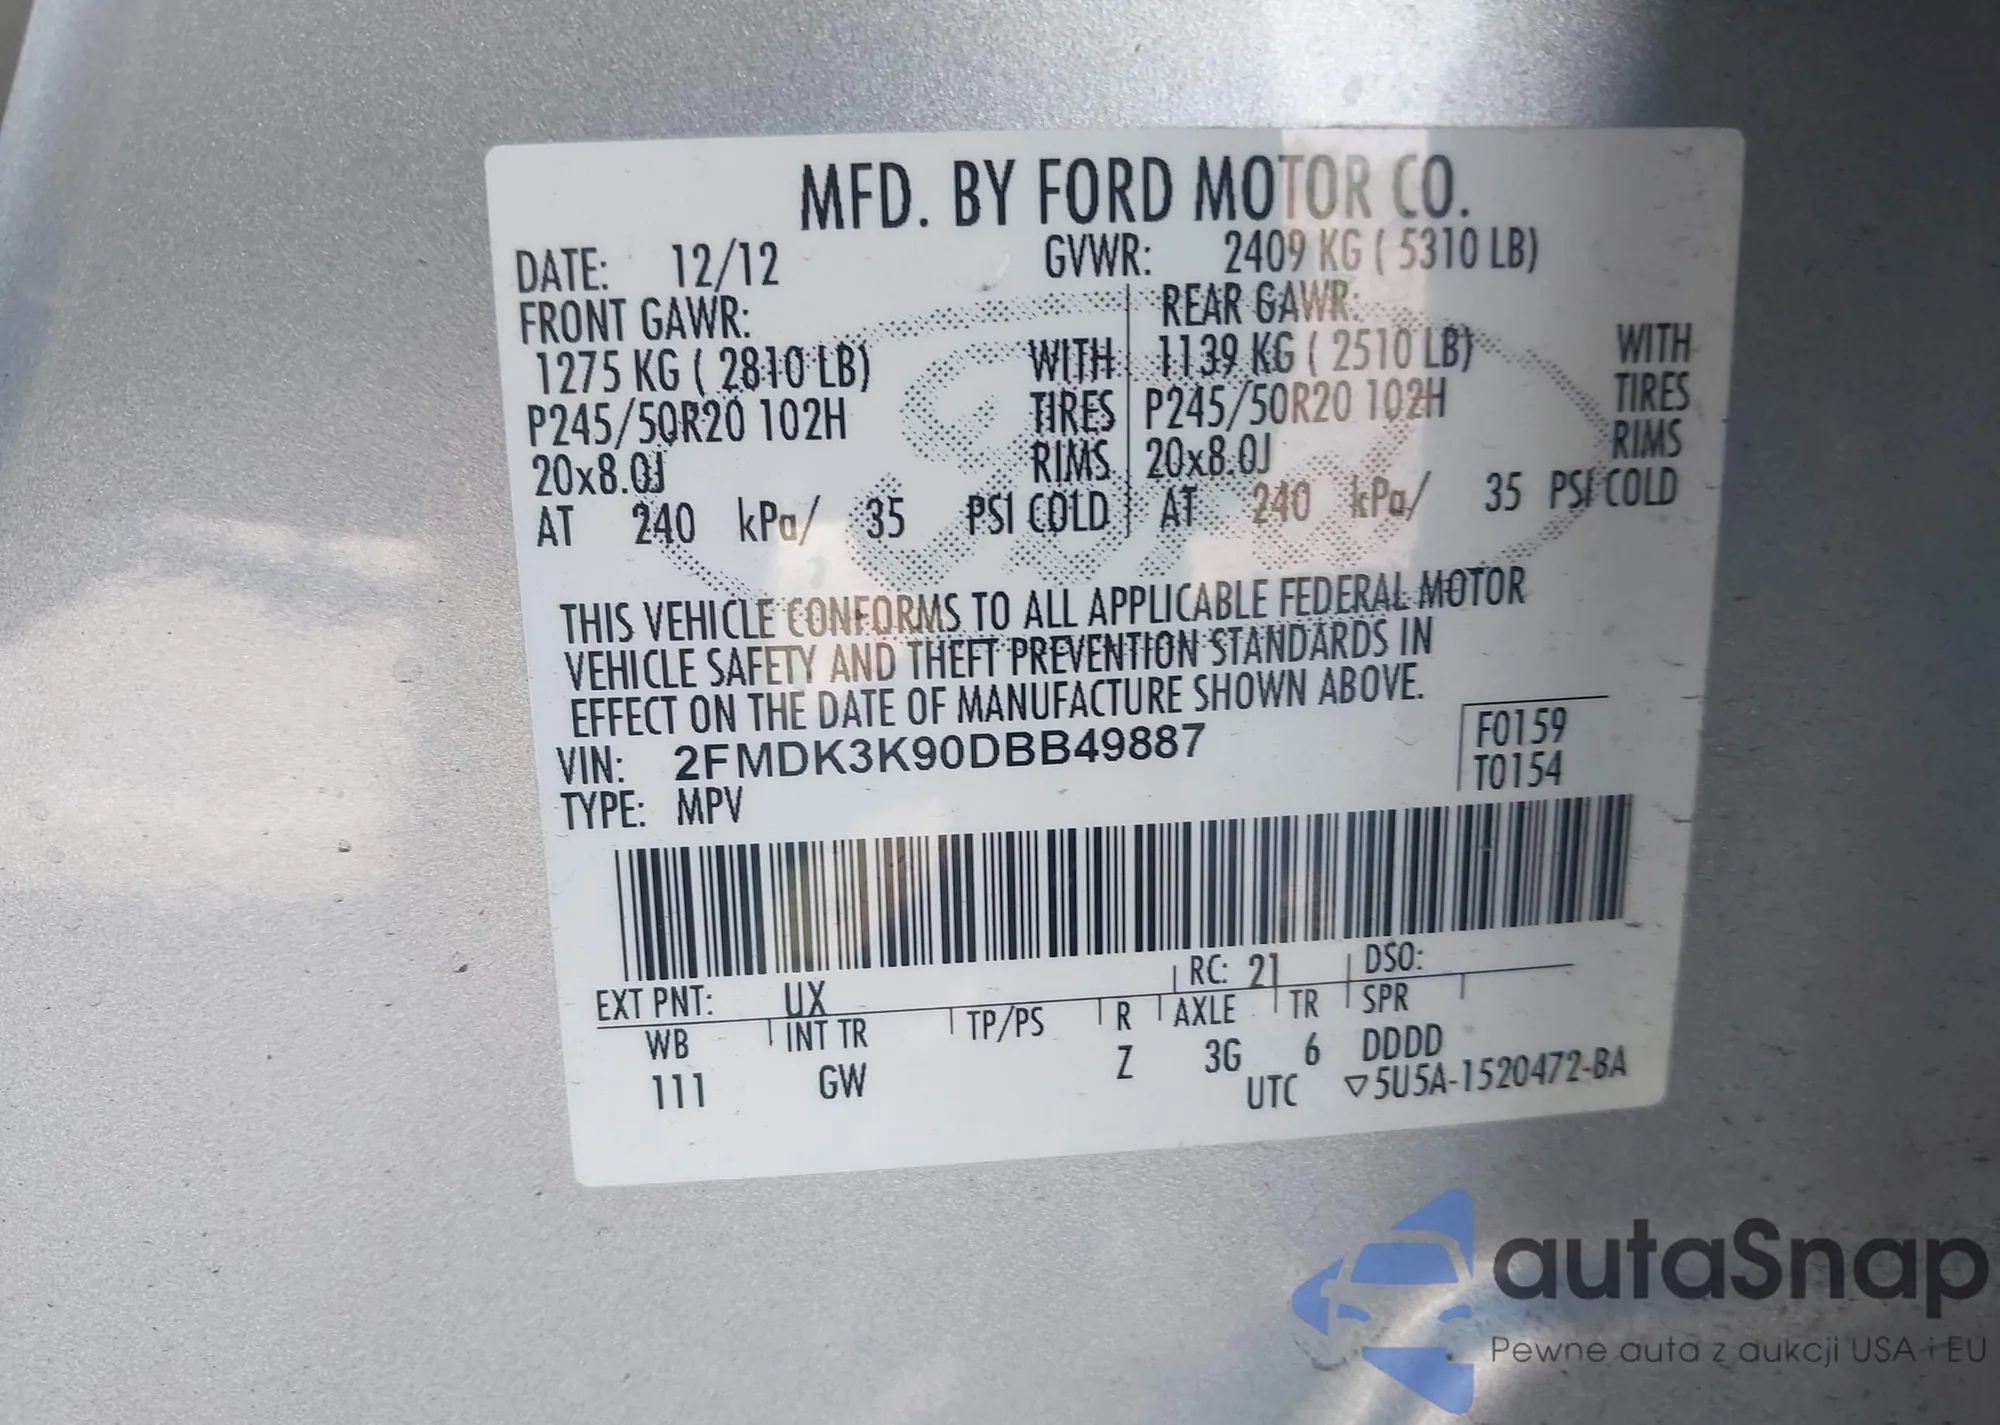 MFD. BY FORD MOTOR CO.
DATE: 12/12 GVWR: 2409 KG ( 5310 LB)
FRONT GAWR: REAR GAWR:
1275 KG ( 2810 LB) WITH 1139 KG ( 2510 LB) WITH
P245/50R20 102H TIRES P245/50R20 102H TIRES
20x8.0J RIMS 20x8.0J RIMS
AT 240 kPa/ 35 PSI COLD AT 240 kPa/ 35 PSI COLD
THIS VEHICLE CONFORMS TO ALL APPLICABLE FEDERAL MOTOR
VEHICLE SAFETY AND THEFT PREVENTION STANDARDS IN
EFFECT ON THE DATE OF MANUFACTURE SHOWN ABOVE.
VIN: 2FMDK3K90DBB49887 F0159
TYPE: MPV T0154
EXT PNT: UX RC: 21 DSO:
WB INT TR TP/PS R AXLE TR SPR
111 GW Z 3G 6 DDDD
UTC ▽5U5A-1520472-BA
autaSnap
Pewne auta z aukcji USA i EU